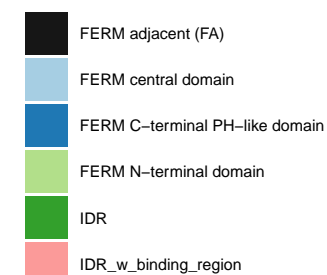 FERM adjacent (FA)
FERM central domain
FERM C−terminal PH−like domain
FERM N−terminal domain
IDR
IDR_w_binding_region